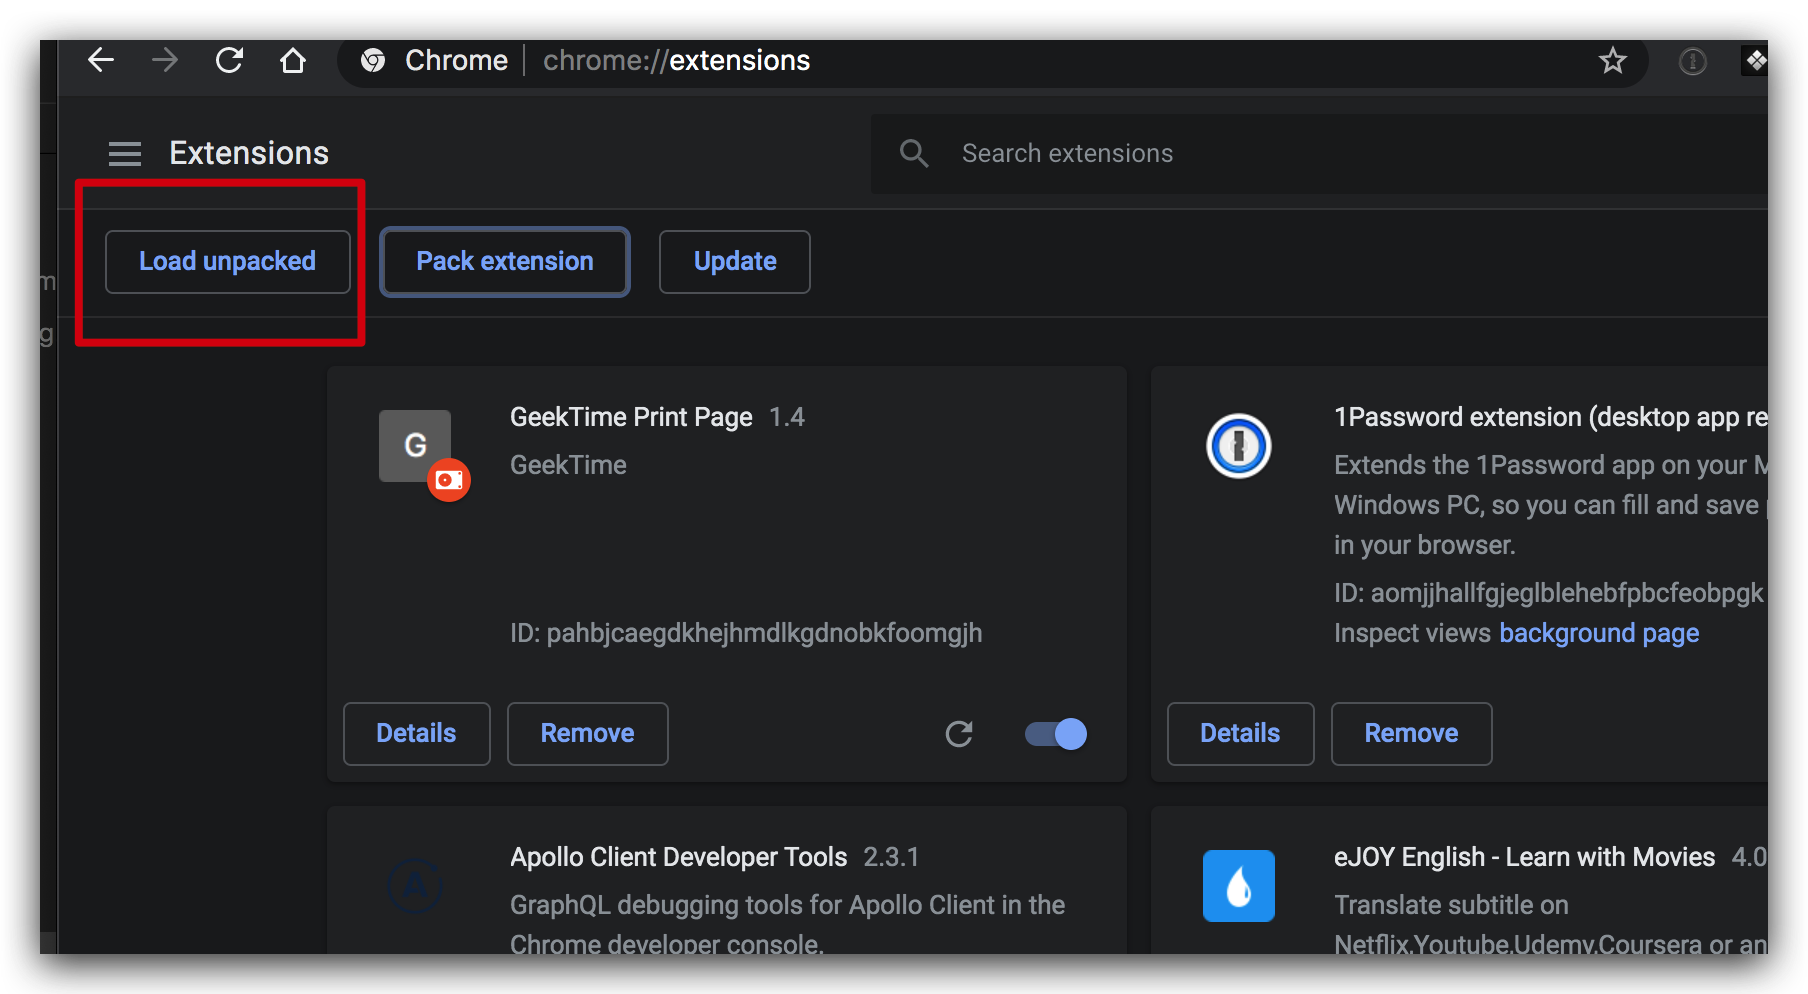 Chrome chrome://extensions
Extensions
Search extensions
Load unpacked Pack extension Update
m
g
G
GeekTime Print Page 1.4
GeekTime
ID: pahbjcaegdkhejhmdlkgdnobkfoomgjh
Details Remove
1Password extension (desktop app re
Extends the 1Password app on your M
Windows PC, so you can fill and save
in your browser.
ID: aomjjhallfgjeglblehebfpbcfeobpgk
Inspect views background page
Details Remove
A
Apollo Client Developer Tools 2.3.1
GraphQL debugging tools for Apollo Client in the
Chrome developer console.
eJOY English - Learn with Movies 4.0
Translate subtitle on
Netflix,Youtube,Udemy,Coursera or an